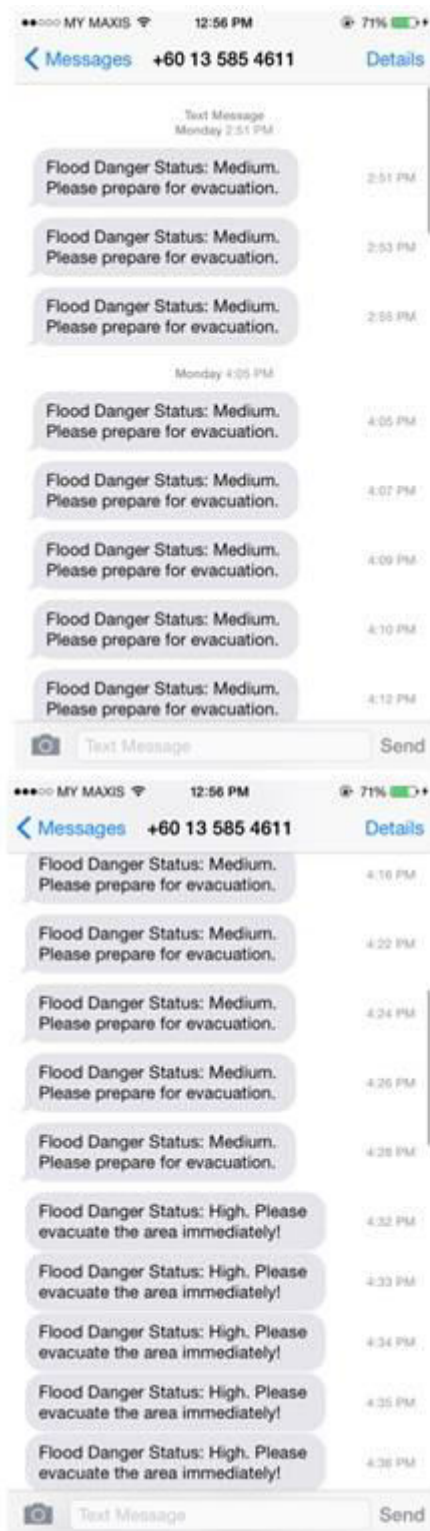 MY MAXIS 12:56 PM 71%
Messages +60 13 585 4611 Details
Text Message
Monday 2:51 PM
Flood Danger Status: Medium.
Please prepare for evacuation.
2:51 PM
Flood Danger Status: Medium.
Please prepare for evacuation.
2:53 PM
Flood Danger Status: Medium.
Please prepare for evacuation.
2:55 PM
Monday 4:05 PM
Flood Danger Status: Medium.
Please prepare for evacuation.
4:05 PM
Flood Danger Status: Medium.
Please prepare for evacuation.
4:07 PM
Flood Danger Status: Medium.
Please prepare for evacuation.
4:09 PM
Flood Danger Status: Medium.
Please prepare for evacuation.
4:10 PM
Flood Danger Status: Medium.
Please prepare for evacuation.
4:12 PM
Text Message Send
MY MAXIS 12:56 PM 71%
Messages +60 13 585 4611 Details
Flood Danger Status: Medium.
Please prepare for evacuation.
Flood Danger Status: Medium.
Please prepare for evacuation.
4:22 PM
Flood Danger Status: Medium.
Please prepare for evacuation.
4:24 PM
Flood Danger Status: Medium.
Please prepare for evacuation.
4:26 PM
Flood Danger Status: Medium.
Please prepare for evacuation.
4:28 PM
Flood Danger Status: High. Please
evacuate the area immediately!
4:32 PM
Flood Danger Status: High. Please
evacuate the area immediately!
4:33 PM
Flood Danger Status: High. Please
evacuate the area immediately!
4:34 PM
Flood Danger Status: High. Please
evacuate the area immediately!
4:35 PM
Flood Danger Status: High. Please
evacuate the area immediately!
Text Message Send